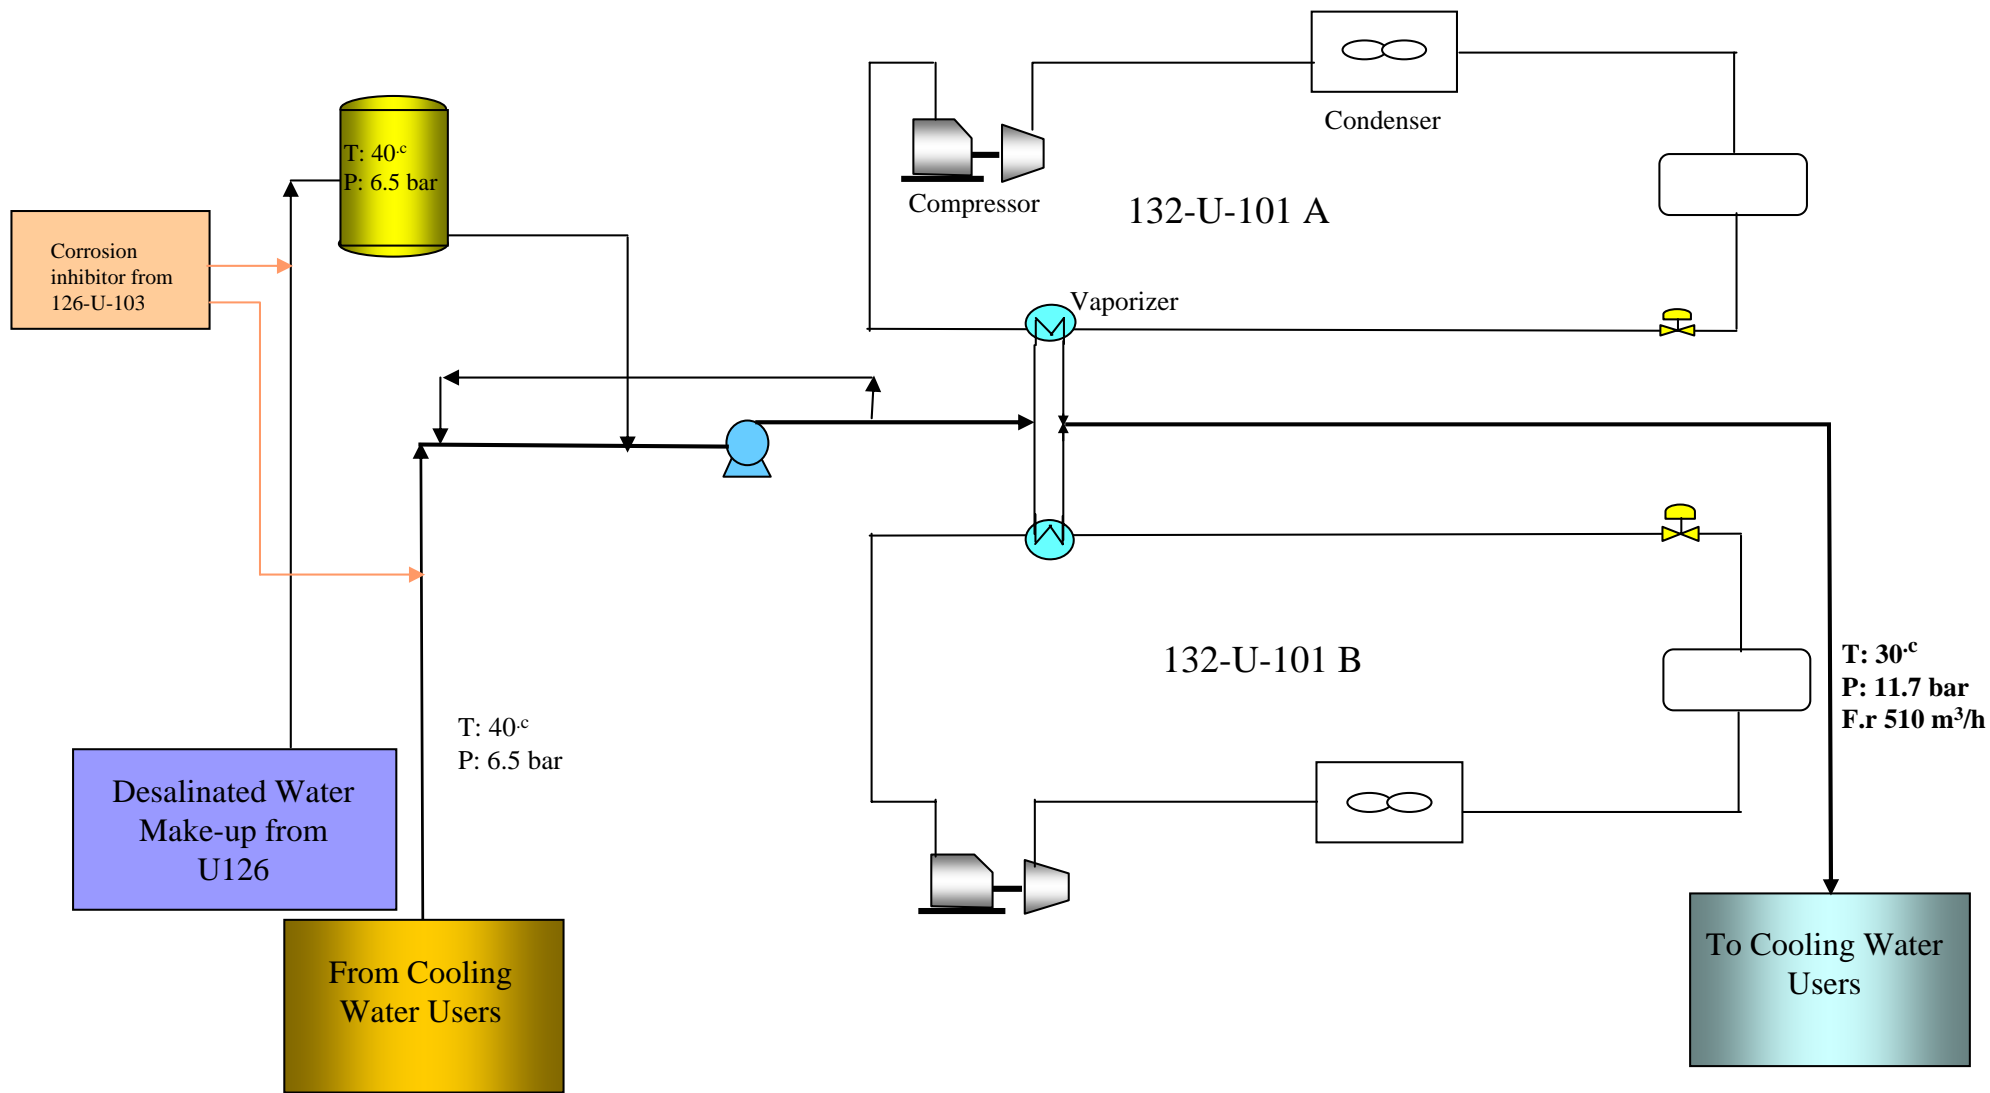 Condenser
T: 40.c
P: 6.5 bar
Compressor
132-U-101 A
Corrosion
inhibitor from
126-U-103
Vaporizer
132-U-101 B
T: 30.c
P: 11.7 bar
F.r 510 m³/h
T: 40.c
P: 6.5 bar
Desalinated Water
Make-up from
U126
From Cooling
Water Users
To Cooling Water
Users